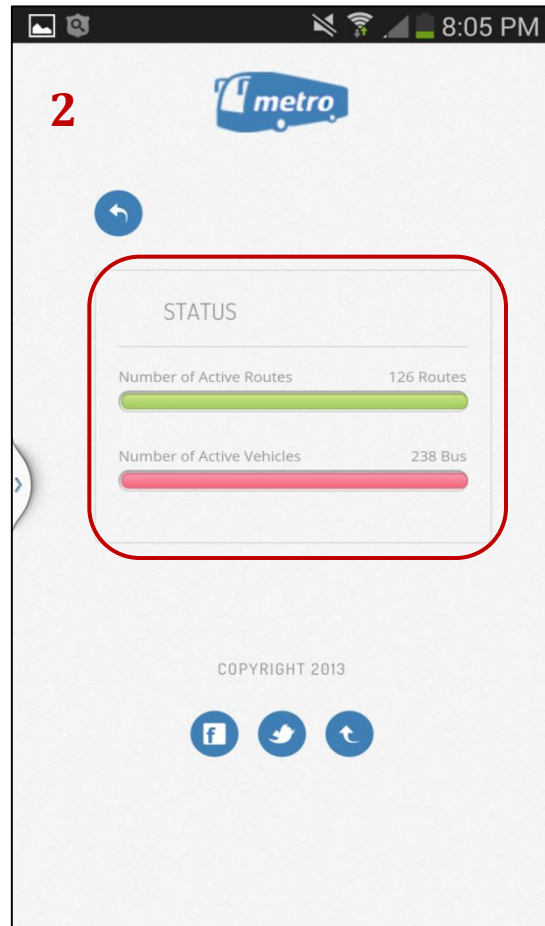 8:05 PM
2
metro
STATUS
Number of Active Routes 126 Routes
Number of Active Vehicles 238 Bus
COPYRIGHT 2013
f